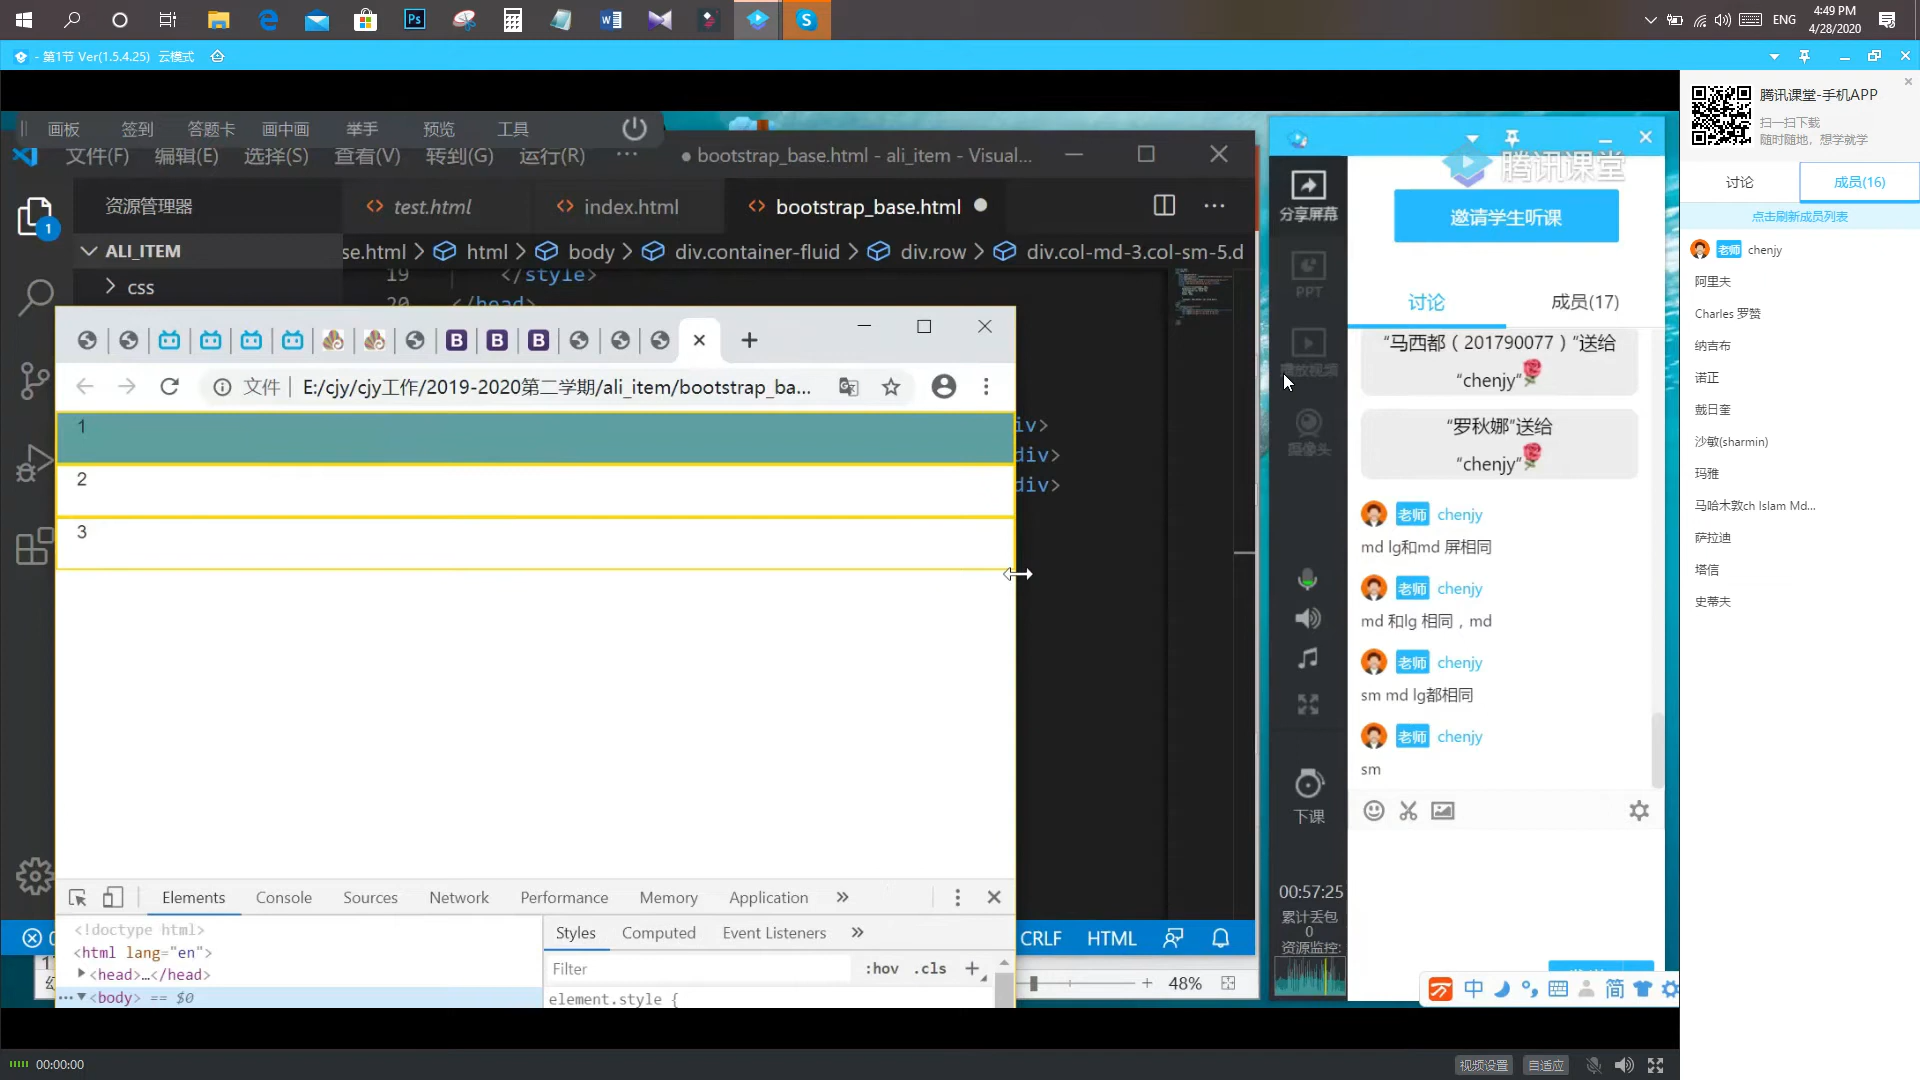 ENG
4:49 PM
4/28/2020
- 第1节 Ver(1.5.4.25) 云模式
画板 签到 答题卡 画中画 举手 预览 工具
文件(F) 编辑(E) 选择(S) 查看(V) 转到(G) 运行(R) ··· ● bootstrap_base.html - ali_item - Visual...
资源管理器
test.html
index.html
bootstrap_base.html
ALI_ITEM
se.html > html > body > div.container-fluid > div.row > div.col-md-3.col-sm-5.d
css
1
19 </style>
20 </head>
文件 | E:/cjy/cjy工作/2019-2020第二学期/ali_item/bootstrap_ba...
iv>
div>
div>
1
2
3
Elements Console Sources Network Performance Memory Application »
<!doctype html>
<html lang="en">
<head>…</head>
<body> == $0
Styles Computed Event Listeners »
Filter :hov .cls +
element.style {
CRLF HTML
48%
腾讯课堂
分享屏幕
PPT
播放视频
摄像头
下课
00:57:25
累计丢包
0
资源监控:
邀请学生听课
讨论 成员(17)
“马西都（201790077）”送给
“chenjy”
“罗秋娜”送给
“chenjy”
老师 chenjy
md lg和md 屏相同
老师 chenjy
md 和lg 相同，md
老师 chenjy
sm md lg都相同
老师 chenjy
sm
中 简
腾讯课堂-手机APP
扫一扫下载
随时随地，想学就学
讨论 成员(16)
点击刷新成员列表
老师 chenjy
阿里夫
Charles 罗赞
纳吉布
诺正
戴日奎
沙敏(sharmin)
玛雅
马哈木敦ch Islam Md...
萨拉迪
塔信
史蒂夫
00:00:00
视频设置 自适应